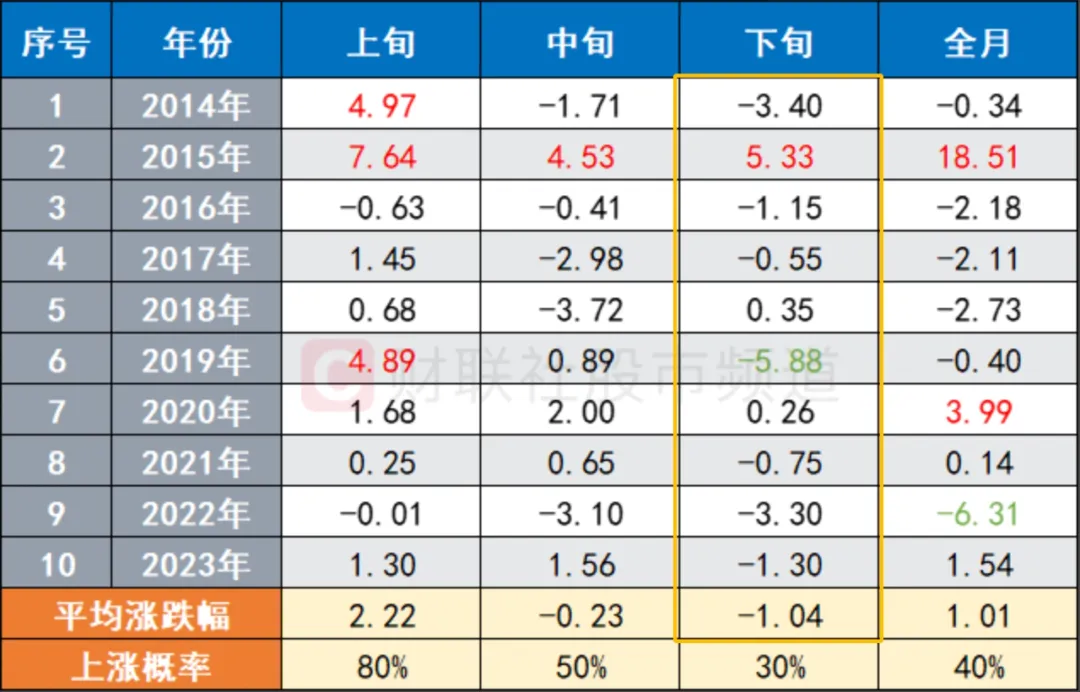 序号 年份 上旬 中旬 下旬 全月
1 2014年 4.97 -1.71 -3.40 -0.34
2 2015年 7.64 4.53 5.33 18.51
3 2016年 -0.63 -0.41 -1.15 -2.18
4 2017年 1.45 -2.98 -0.55 -2.11
5 2018年 0.68 -3.72 0.35 -2.73
6 2019年 4.89 0.89 -5.88 -0.40
财联社股市频道
7 2020年 1.68 2.00 0.26 3.99
8 2021年 0.25 0.65 -0.75 0.14
9 2022年 -0.01 -3.10 -3.30 -6.31
10 2023年 1.30 1.56 -1.30 1.54
平均涨跌幅 2.22 -0.23 -1.04 1.01
上涨概率 80% 50% 30% 40%